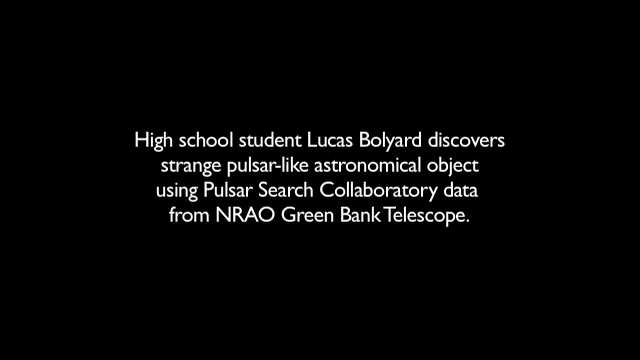 High school student Lucas Bolyard discovers
strange pulsar-like astronomical object
using Pulsar Search Collaboratory data
from NRAO Green Bank Telescope.